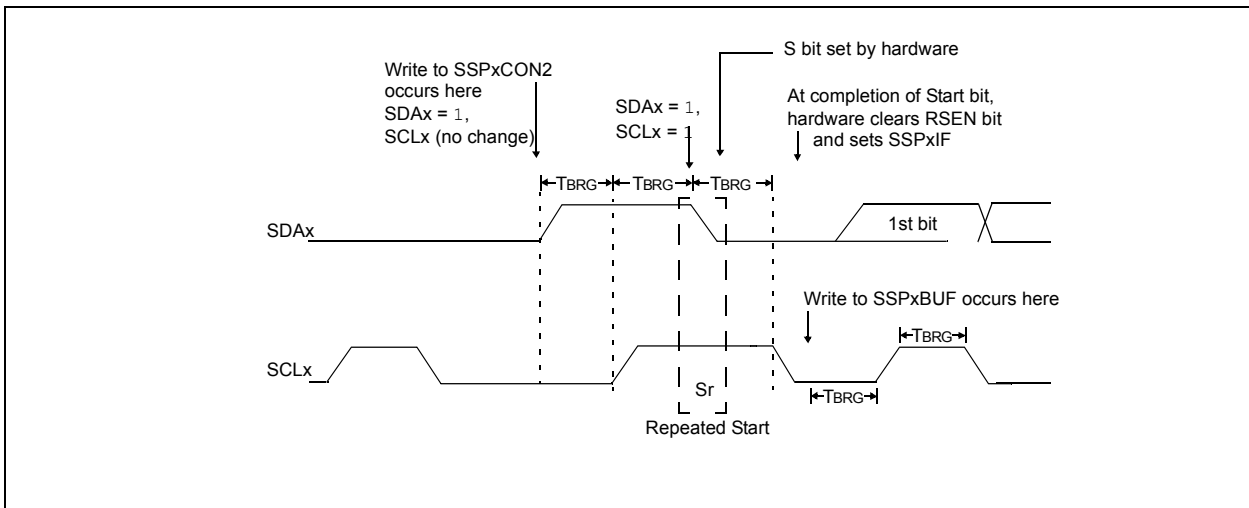 S bit set by hardware
Write to SSPxCON2
occurs here
SDAx = 1,
SCLx (no change)
SDAx = 1,
SCLx = 1
At completion of Start bit,
hardware clears RSEN bit
and sets SSPxIF
TBRG TBRG TBRG
SDAx
1st bit
Write to SSPxBUF occurs here
TBRG
SCLx
Sr
TBRG
Repeated Start